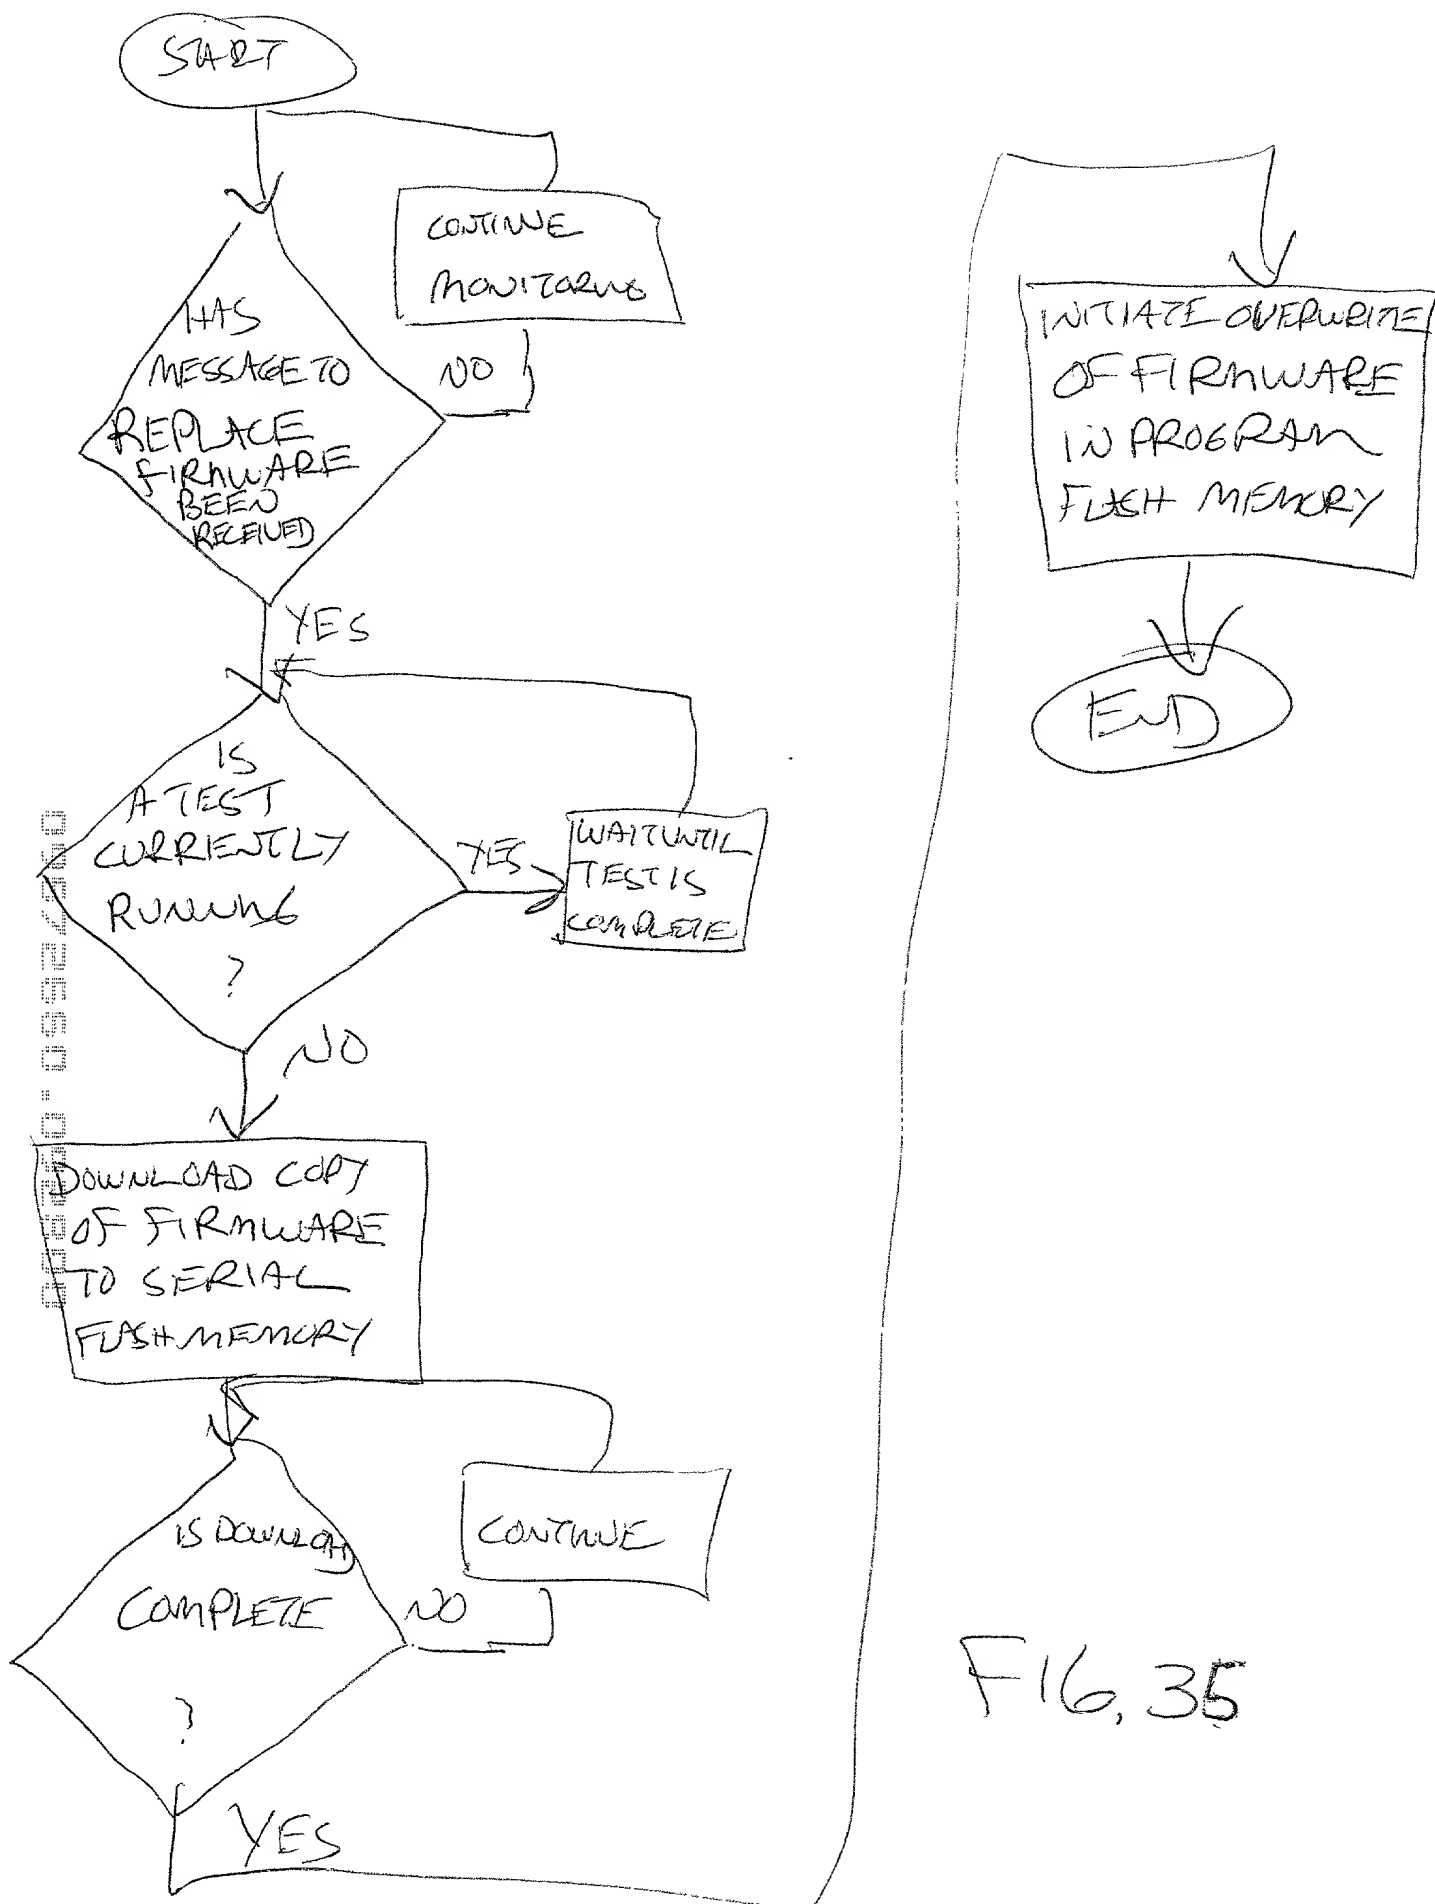 START
CONTINUE
MONITORING
HAS
MESSAGE TO
REPLACE
FIRMWARE
BEEN
RECEIVED
NO
YES
IS
A TEST
CURRENTLY
RUNNING
?
YES
WAIT UNTIL
TEST IS
COMPLETE
NO
DOWNLOAD COPY
OF FIRMWARE
TO SERIAL
FLASH MEMORY
IS DOWNLOAD
COMPLETE
?
NO
CONTINUE
YES
INITIATE OVERWRITE
OF FIRMWARE
IN PROGRAM
FLASH MEMORY
END
FIG. 35